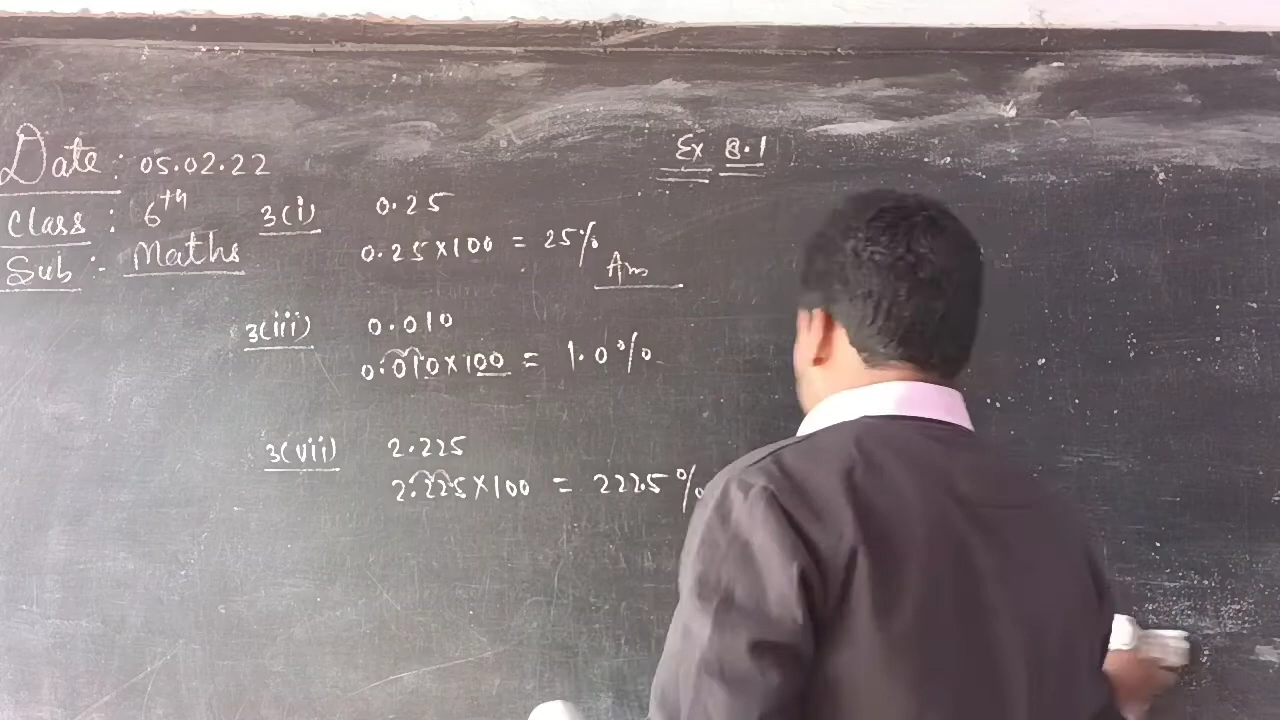 Ex 8.1
Date : 05.02.22
Class : 6th
Sub :- Maths
3(i) 0.25
0.25×100 = 25%
Ans
3(iii) 0.010
0.010×100 = 1.0%
3(vii) 2.225
2.225×100 = 222.5%